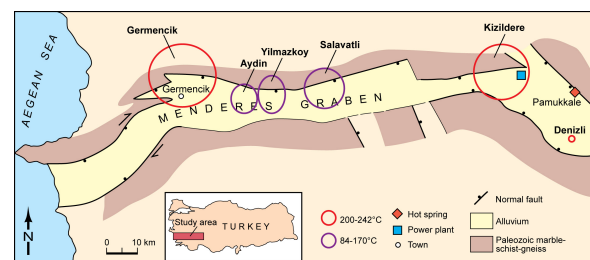 Germencik
Aydin
Yilmazkoy
Salavatli
Kizildere
AEGEAN SEA
Germencik
MENDERES GRABEN
Pamukkale
Denizli
N
0 10 km
Study area
TURKEY
200-242°C
84-170°C
Hot spring
Power plant
Town
Normal fault
Alluvium
Paleozoic marble-
schist-gneiss